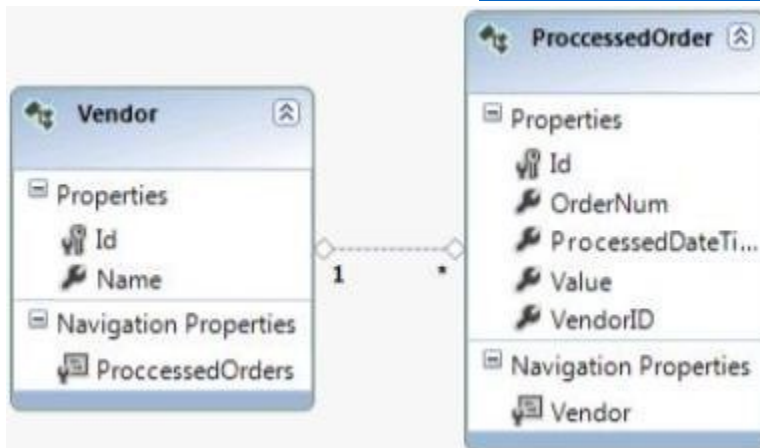 Vendor
Properties
Id
Name
Navigation Properties
ProccessedOrders
1
*
ProccessedOrder
Properties
Id
OrderNum
ProcessedDateTi...
Value
VendorID
Navigation Properties
Vendor